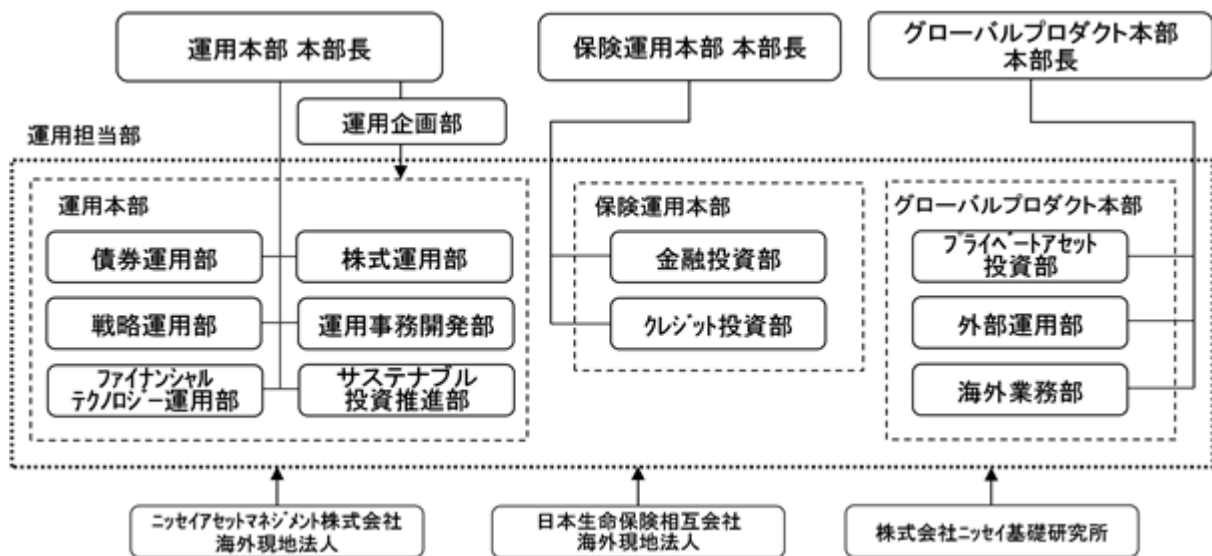 運用本部 本部長
保険運用本部 本部長
グローバルプロダクト本部
本部長
運用企画部
運用担当部
運用本部
債券運用部
株式運用部
戦略運用部
運用事務開発部
ファイナンシャル
テクノロジー運用部
サステナブル
投資推進部
保険運用本部
金融投資部
クレジット投資部
グローバルプロダクト本部
プライベートアセット
投資部
外部運用部
海外業務部
ニッセイアセットマネジメント株式会社
海外現地法人
日本生命保険相互会社
海外現地法人
株式会社ニッセイ基礎研究所